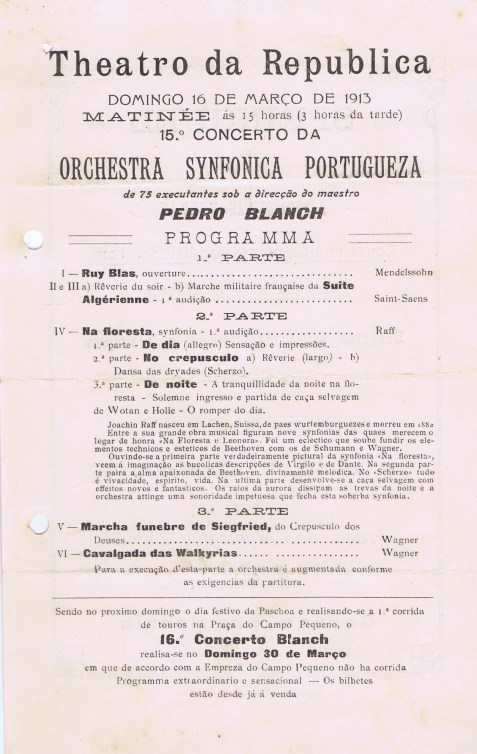 Theatro da Republica
DOMINGO 16 DE MARÇO DE 1913
MATINÉE ás 15 horas (3 horas da tarde)
15.º CONCERTO DA
ORCHESTRA SYNFONICA PORTUGUEZA
de 75 executantes sob a direcção do maestro
PEDRO BLANCH
PROGRAMMA
1.ª PARTE
I — Ruy Blas, ouverture................................ Mendelssohn
II e III a) Rêverie du soir - b) Marche militaire française da Suite
Algérienne - 1ª audição........................... Saint-Saens
2.ª PARTE
IV — Na floresta, synfonia - 1.ª audição..................... Raff
1.ª parte - De dia (allegro) Sensação e impressões.
2.ª parte - No crepusculo a) Rêverie (largo) - b)
Dansa das dryades (Scherzo).
3.ª parte - De noite - A tranquillidade da noite na flo-
resta - Solemne ingresso e partida de caça selvagem
de Wotan e Holle - O romper do dia.
Joachin Raff nasceu em Lachen, Suissa, de paes wurlemburguezes e morreu em 1882
Entre a sua grande obra musical figuram nove synfonias das quaes merecem o
logar de honra «Na Floresta e Leonora». Foi um eclectico que soube fundir os ele-
mentos technicos e esteticos de Beethoven com os de Schumann e Wagner.
Ouvindo-se a primeira parte verdadeiramente pictural da synfonia «Na floresta»,
veem á imaginação as bucolicas descripções de Virgilio e de Dante. Na segunda par-
te paira a alma apaixonada de Beethoven, divinamente melodica. No «Scherzo» tudo
é vivacidade, espirito, vida. Na ultima parte desenvolve-se a caça selvagem com
effeitos novos e fantasticos. Os raios da aurora dissipam as trevas da noite e a
orchestra attinge uma sonoridade impetuosa que fecha esta soberba synfonia.
3.ª PARTE
V — Marcha funebre de Siegfried, do Crepusculo dos
Deuses....................................... Wagner
VI — Cavalgada das Walkyrias...... ............... Wagner
Para a execução d'esta-parte a orchestra é augmentada conforme
as exigencias da partitura.
Sendo no proximo domingo o dia festivo da Paschoa e realisando-se a 1.ª corrida
de touros na Praça do Campo Pequeno, o
16.º Concerto Blanch
realisa-se no Domingo 30 de Março
em que de accordo com a Empreza do Campo Pequeno não ha corrida
Programma extraordinario e sensacional — Os bilhetes
estão desde já á venda